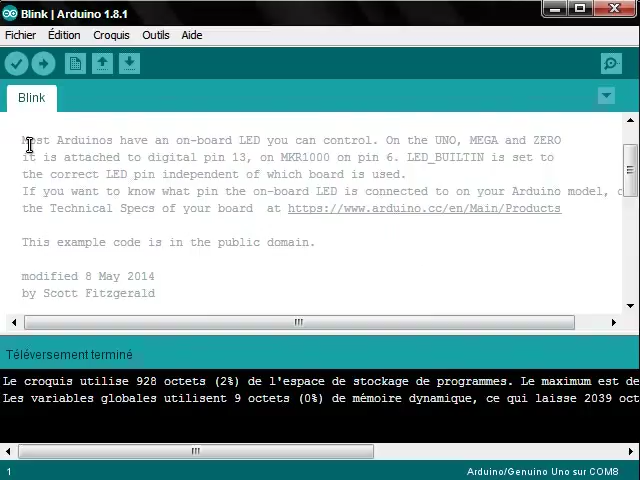 Blink | Arduino 1.8.1
Fichier Édition Croquis Outils Aide
Blink
Most Arduinos have an on-board LED you can control. On the UNO, MEGA and ZERO
it is attached to digital pin 13, on MKR1000 on pin 6. LED_BUILTIN is set to
the correct LED pin independent of which board is used.
If you want to know what pin the on-board LED is connected to on your Arduino model,
the Technical Specs of your board at https://www.arduino.cc/en/Main/Products
This example code is in the public domain.
modified 8 May 2014
by Scott Fitzgerald
Téléversement terminé
Le croquis utilise 928 octets (2%) de l'espace de stockage de programmes. Le maximum est de
Les variables globales utilisent 9 octets (0%) de mémoire dynamique, ce qui laisse 2039 oct
1 Arduino/Genuino Uno sur COM8